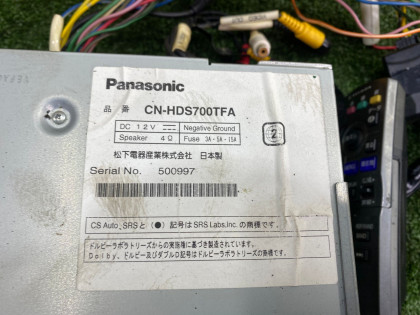 Panasonic
品番 CN-HDS700TFA
DC 12V Negative Ground
Speaker 4Ω Fuse 3A・5A・15A
2
松下電器産業株式会社 日本製
Serial No. 500997
CS Auto、SRSと(●)記号はSRS Labs,Inc.の商標です。
ドルビーラボラトリーズからの実施権に基づき製造されています。
Dolby、ドルビー及びダブルD記号はドルビーラボラトリーズの商標です。